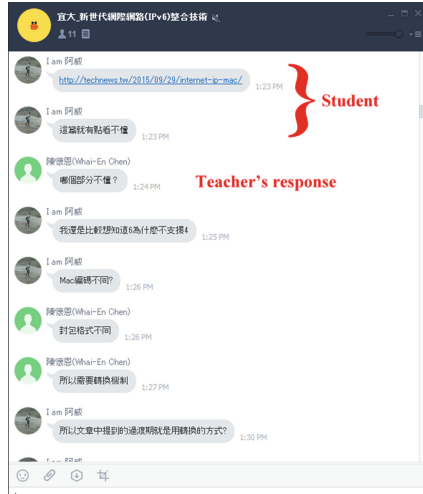 宜大_新世代網際網路(IPv6)整合技術
11
I am 阿威
http://technews.tw/2015/09/29/internet-ip-mac/
1:23 PM
Student
I am 阿威
這篇就有點看不懂
1:23 PM
陳懷恩(Whai-En Chen)
哪個部分不懂？
1:24 PM
Teacher's response
I am 阿威
我還是比較想知道6為什麼不支援4
1:25 PM
I am 阿威
Mac編碼不同?
1:26 PM
陳懷恩(Whai-En Chen)
封包格式不同
1:26 PM
陳懷恩(Whai-En Chen)
所以需要轉換機制
1:27 PM
I am 阿威
所以文章中提到的過渡期就是用轉換的方式?
1:30 PM